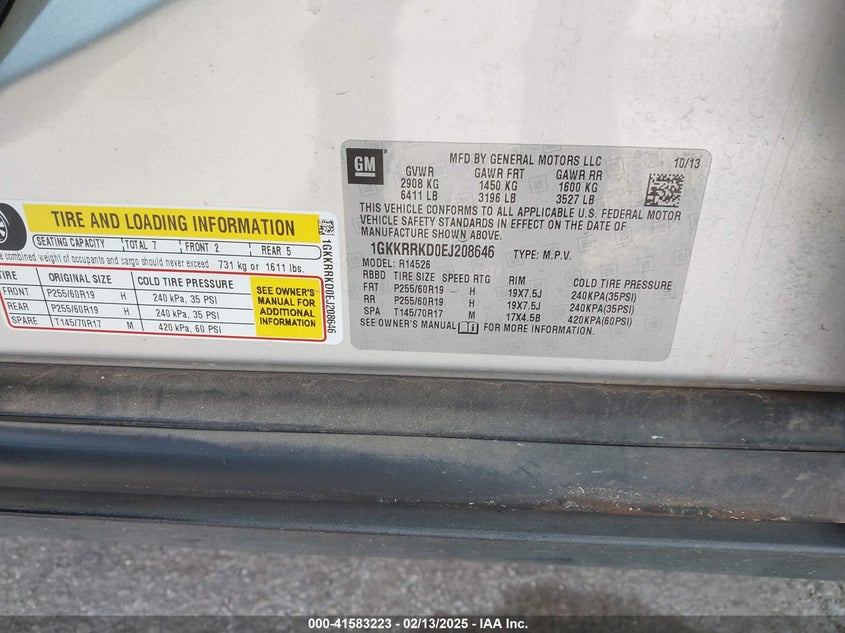 TIRE AND LOADING INFORMATION
SEATING CAPACITY TOTAL 7 FRONT 2 REAR 5
combined weight of occupants and cargo should never exceed 731 kg or 1611 lbs.
TIRE ORIGINAL SIZE COLD TIRE PRESSURE
FRONT P255/60R19 H 240 kPa, 35 PSI
REAR P255/60R19 H 240 kPa, 35 PSI
SPARE T145/70R17 M 420 kPa, 60 PSI
SEE OWNER'S
MANUAL FOR
ADDITIONAL
INFORMATION
1GKKRRKD0EJ208646
GM
MFD BY GENERAL MOTORS LLC 10/13
GVWR GAWR FRT GAWR RR
2908 KG 1450 KG 1600 KG
6411 LB 3196 LB 3527 LB
THIS VEHICLE CONFORMS TO ALL APPLICABLE U.S. FEDERAL MOTOR
VEHICLE SAFETY STANDARDS IN EFFECT ON THE DATE OF
MANUFACTURE SHOWN ABOVE.
1GKKRRKD0EJ208646 TYPE: M.P.V.
MODEL: R14526
RBBD TIRE SIZE SPEED RTG RIM COLD TIRE PRESSURE
FRT P255/60R19 H 19X7.5J 240KPA(35PSI)
RR P255/60R19 H 19X7.5J 240KPA(35PSI)
SPA T145/70R17 M 17X4.5B 420KPA(60PSI)
SEE OWNER'S MANUAL FOR MORE INFORMATION.
000-41583223 - 02/13/2025 - IAA Inc.